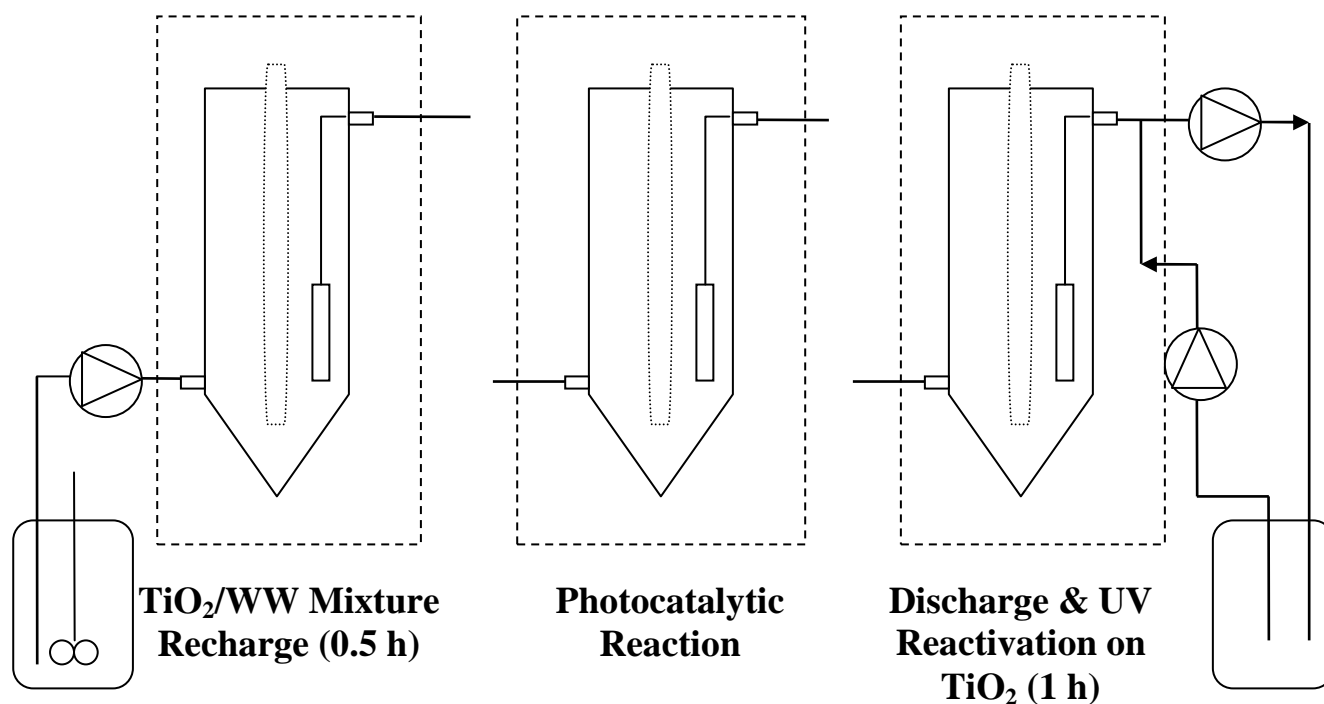 TiO₂/WW Mixture
Recharge (0.5 h)
Photocatalytic
Reaction
Discharge & UV
Reactivation on
TiO₂ (1 h)